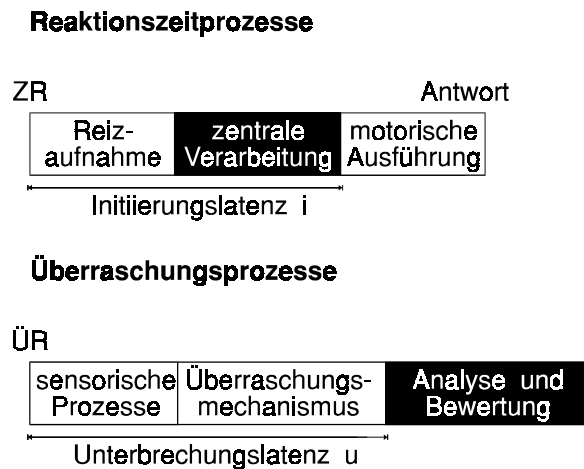 Reaktionszeitprozesse
ZR Antwort
Reiz- zentrale motorische
aufnahme Verarbeitung Ausführung
Initiierungslatenz i
Überraschungsprozesse
ÜR
sensorische Überraschungs- Analyse und
Prozesse mechanismus Bewertung
Unterbrechungslatenz u